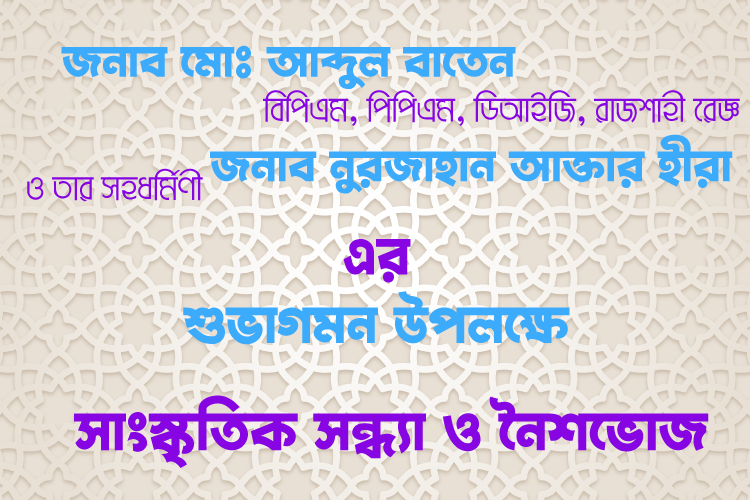 জনাব মোঃ আব্দুল বাতেন
বিপিএম, পিপিএম, ডিআইজি, রাজশাহী রেঞ্জ
ও তার সহধর্মিণী জনাব নুরজাহান আক্তার হীরা
এর
শুভাগমন উপলক্ষে
সাংস্কৃতিক সন্ধ্যা ও নৈশভোজ